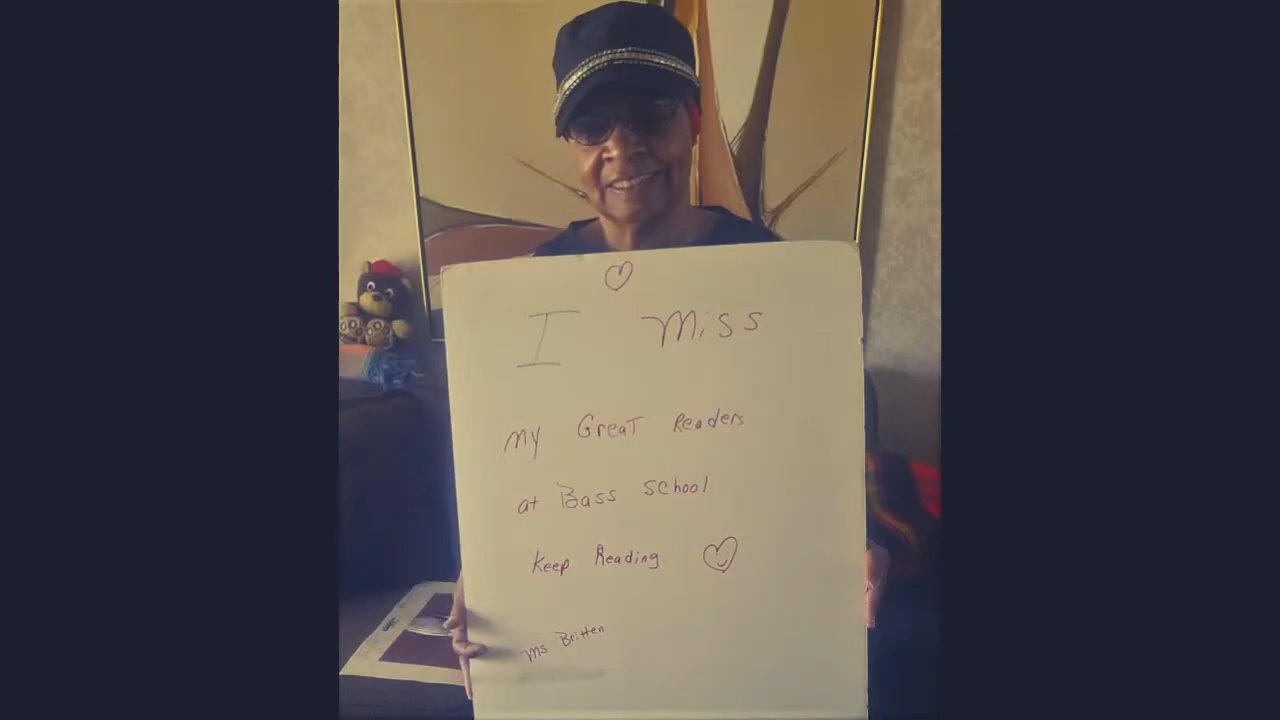 I Miss
My Great Readers
at Bass School
Keep Reading
Ms Britten